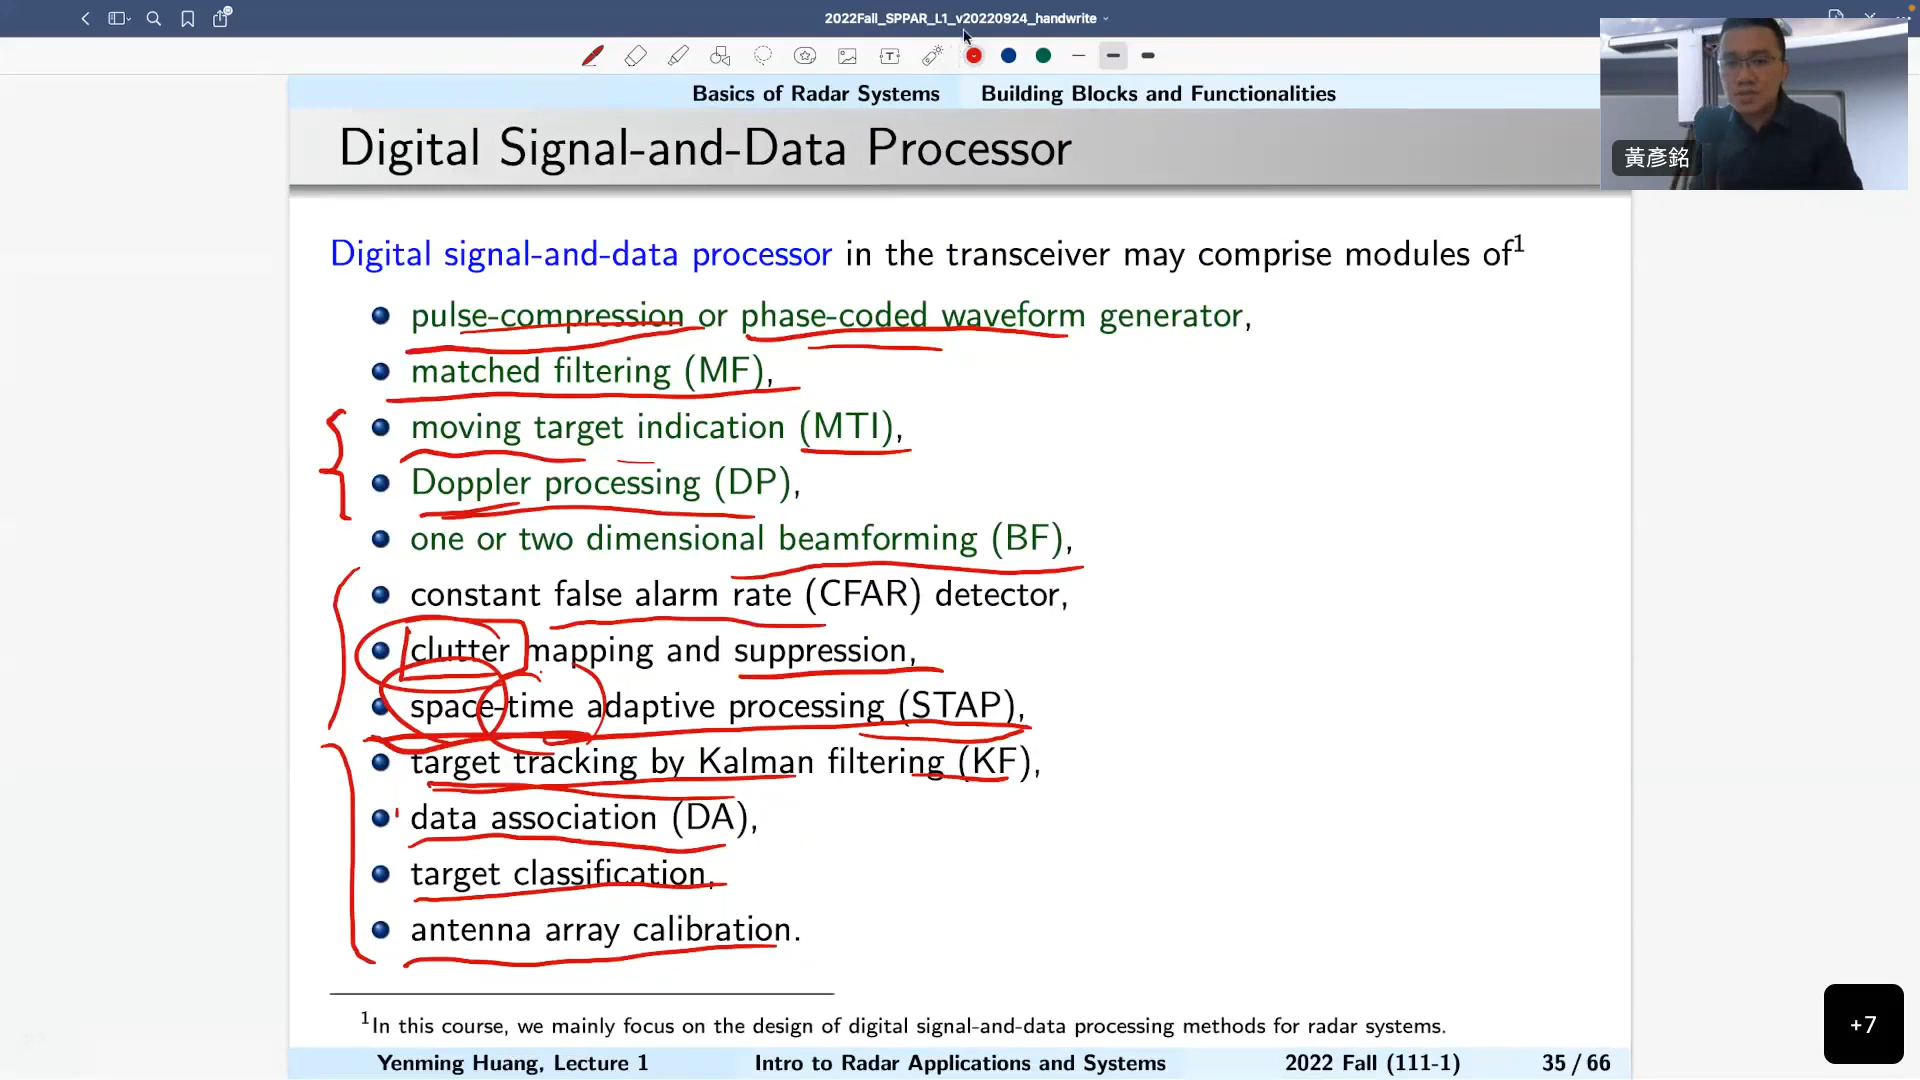 2022Fall_SPPAR_L1_v20220924_handwrite
Basics of Radar Systems Building Blocks and Functionalities
Digital Signal-and-Data Processor
黃彥銘
Digital signal-and-data processor in the transceiver may comprise modules of1
pulse-compression or phase-coded waveform generator,
matched filtering (MF),
moving target indication (MTI),
Doppler processing (DP),
one or two dimensional beamforming (BF),
constant false alarm rate (CFAR) detector,
clutter mapping and suppression,
space-time adaptive processing (STAP),
target tracking by Kalman filtering (KF),
data association (DA),
target classification,
antenna array calibration.
1In this course, we mainly focus on the design of digital signal-and-data processing methods for radar systems.
+7
Yenming Huang, Lecture 1 Intro to Radar Applications and Systems 2022 Fall (111-1) 35 / 66